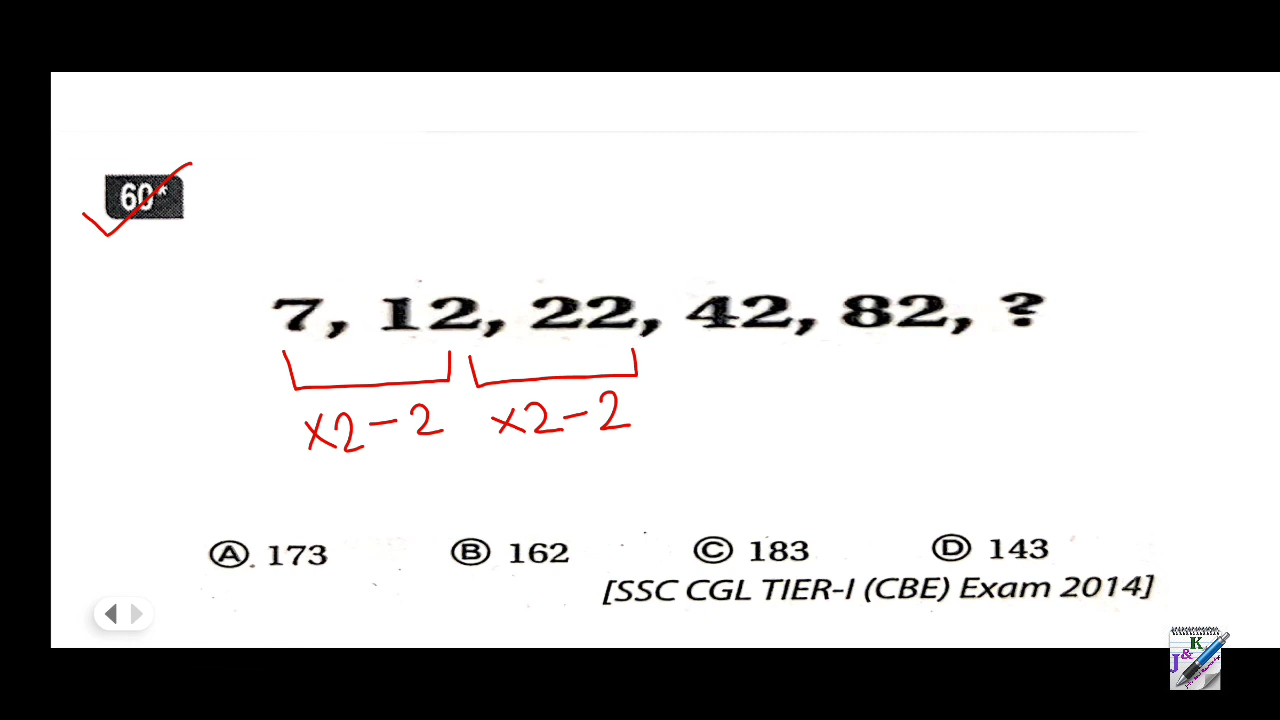 60*
7, 12, 22, 42, 82, ?
×2-2 ×2-2
Ⓐ 173 Ⓑ 162 Ⓒ 183 Ⓓ 143
[SSC CGL TIER-I (CBE) Exam 2014]
J&K